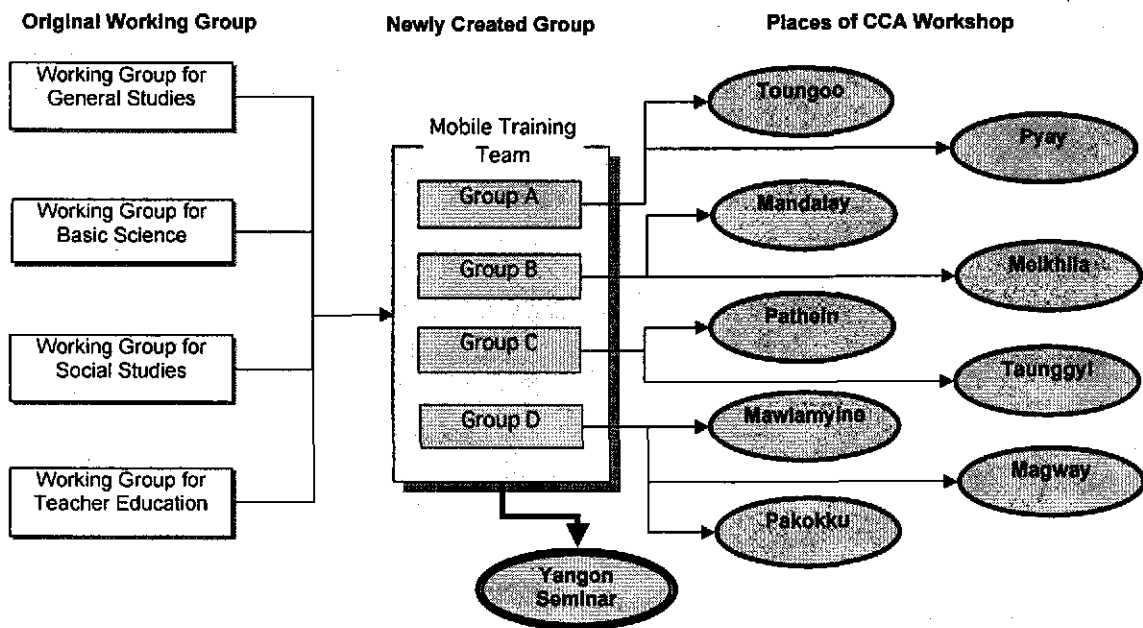 Original Working Group
Newly Created Group
Places of CCA Workshop
Working Group for
General Studies
Working Group for
Basic Science
Working Group for
Social Studies
Working Group for
Teacher Education
Mobile Training
Team
Group A
Group B
Group C
Group D
Toungoo
Pyay
Mandalay
Meikhila
Pathein
Taunggyi
Mawlamyine
Magway
Pakokku
Yangon
Seminar